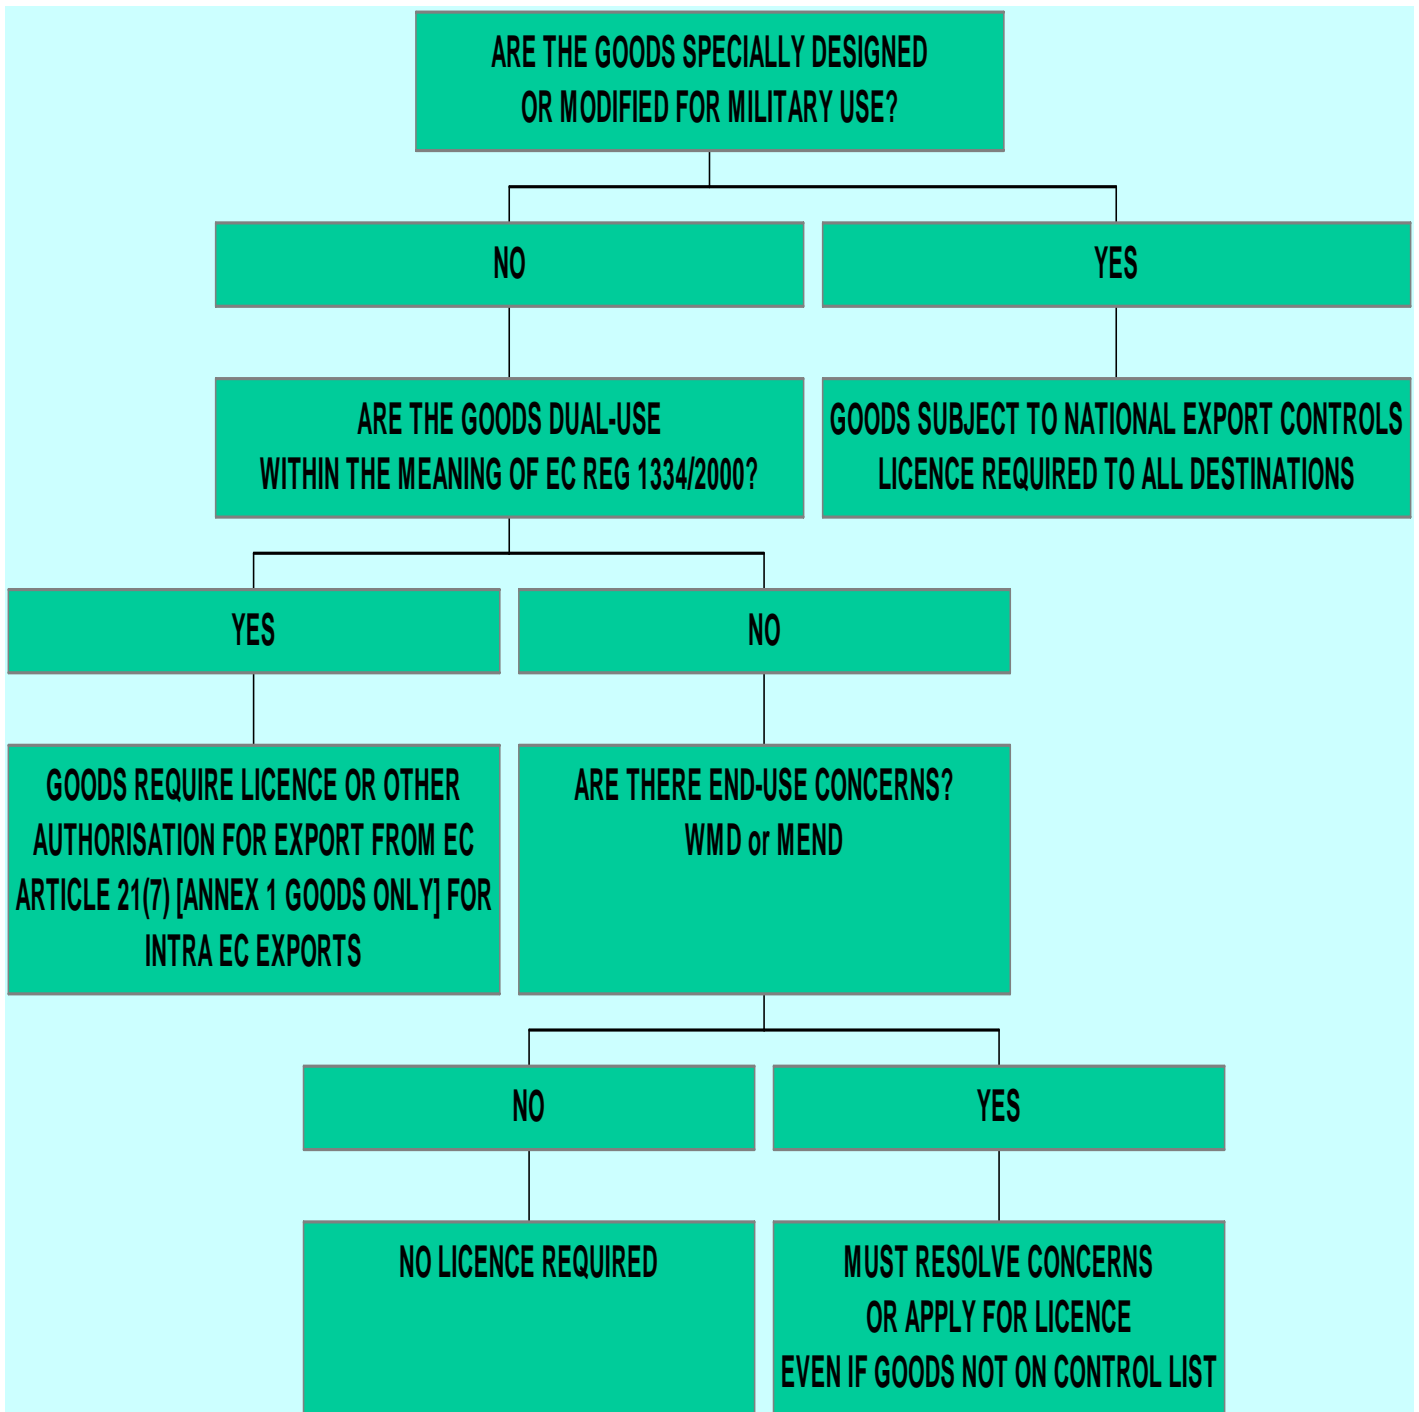 ARE THE GOODS SPECIALLY DESIGNED
OR MODIFIED FOR MILITARY USE?
NO
YES
ARE THE GOODS DUAL-USE
WITHIN THE MEANING OF EC REG 1334/2000?
GOODS SUBJECT TO NATIONAL EXPORT CONTROLS
LICENCE REQUIRED TO ALL DESTINATIONS
YES
NO
GOODS REQUIRE LICENCE OR OTHER
AUTHORISATION FOR EXPORT FROM EC
ARTICLE 21(7) [ANNEX 1 GOODS ONLY] FOR
INTRA EC EXPORTS
ARE THERE END-USE CONCERNS?
WMD or MEND
NO
YES
NO LICENCE REQUIRED
MUST RESOLVE CONCERNS
OR APPLY FOR LICENCE
EVEN IF GOODS NOT ON CONTROL LIST